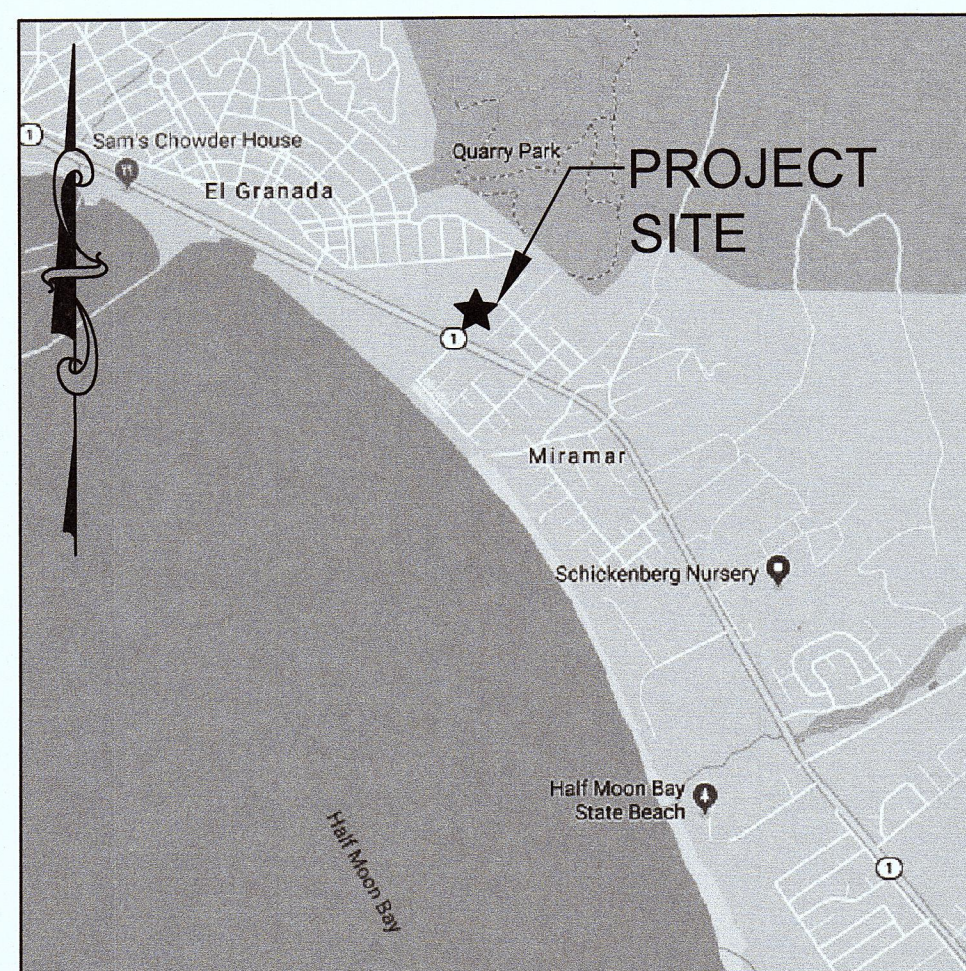 1
Sam's Chowder House
Quarry Park
PROJECT
SITE
El Granada
1
Miramar
Schickenberg Nursery
Half Moon Bay
State Beach
Half Moon Bay
1